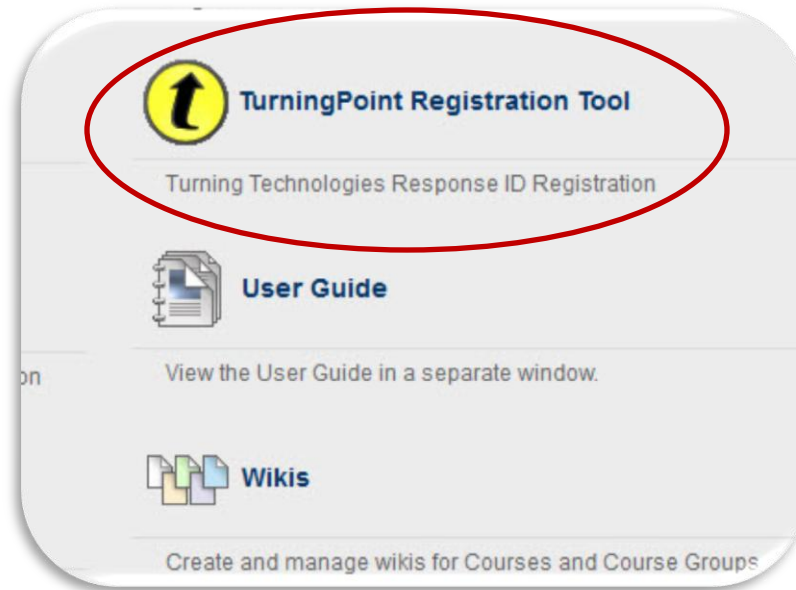 TurningPoint Registration Tool
Turning Technologies Response ID Registration
User Guide
on
View the User Guide in a separate window.
Wikis
Create and manage wikis for Courses and Course Groups